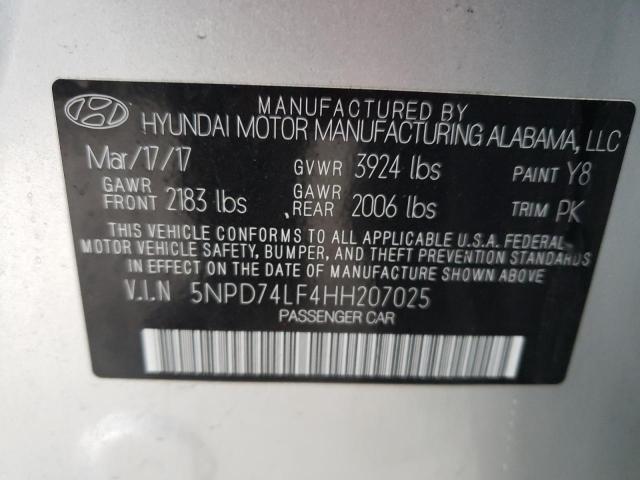 MANUFACTURED BY
HYUNDAI MOTOR MANUFACTURING ALABAMA, LLC
Mar/17/17 GVWR 3924 lbs PAINT Y8
GAWR FRONT 2183 lbs GAWR REAR 2006 lbs TRIM PK
THIS VEHICLE CONFORMS TO ALL APPLICABLE U.S.A. FEDERAL
MOTOR VEHICLE SAFETY, BUMPER, AND THEFT PREVENTION STANDARDS
IN EFFECT ON THE DATE OF MANUFACTURE SHOWN ABOVE
V.I.N 5NPD74LF4HH207025
PASSENGER CAR